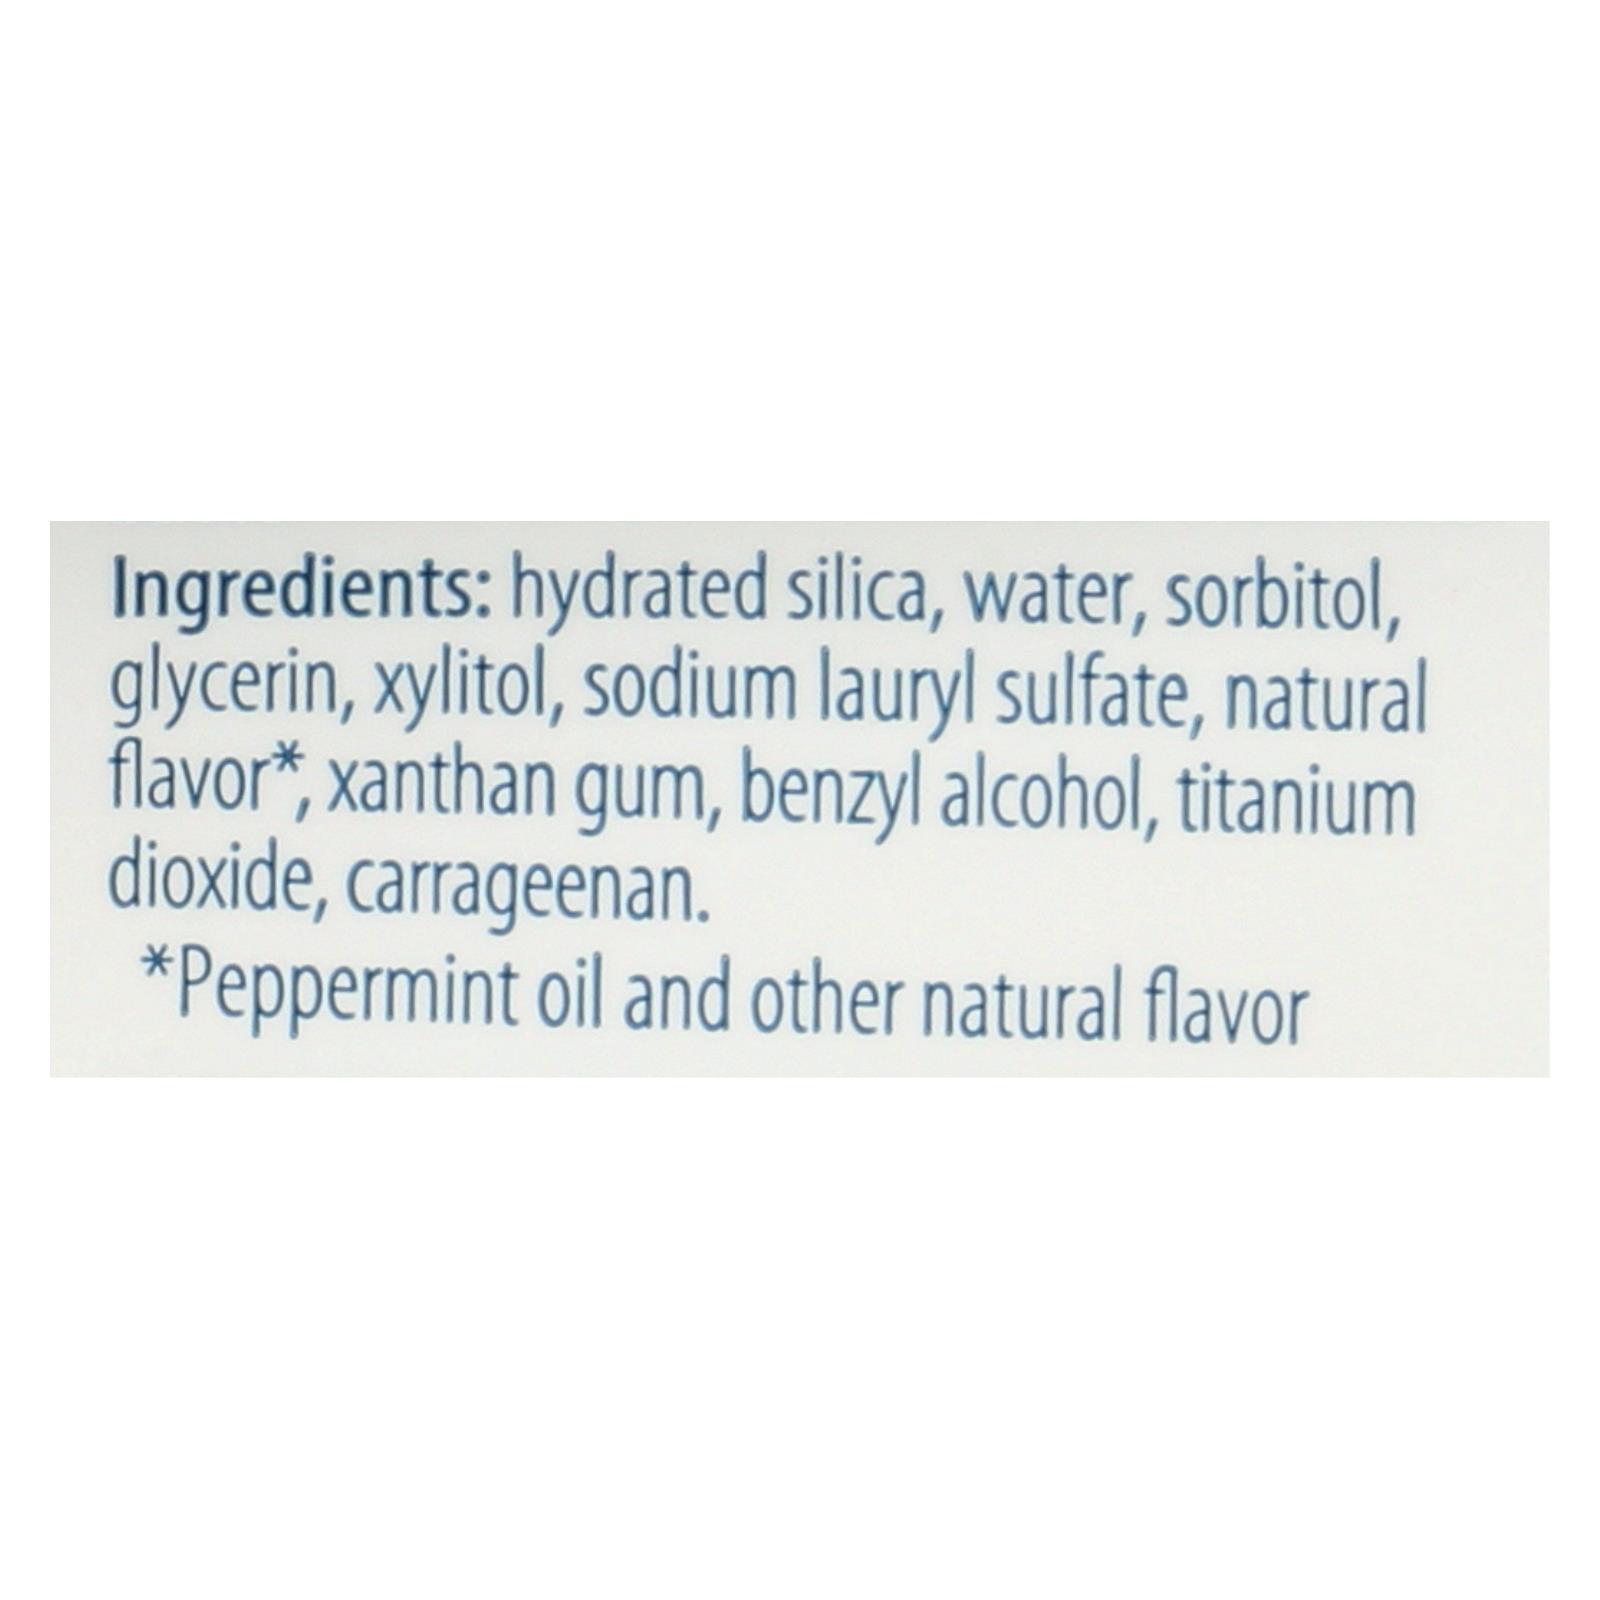 Ingredients: hydrated silica, water, sorbitol,
glycerin, xylitol, sodium lauryl sulfate, natural
flavor*, xanthan gum, benzyl alcohol, titanium
dioxide, carrageenan.
*Peppermint oil and other natural flavor